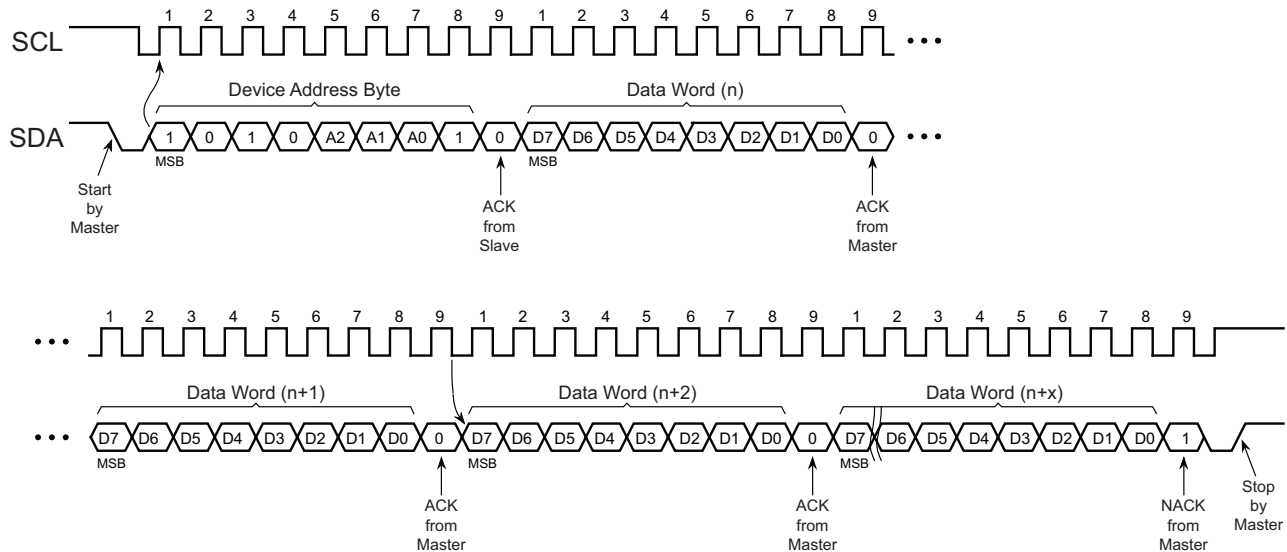 1 2 3 4 5 6 7 8 9 1 2 3 4 5 6 7 8 9
SCL
Device Address Byte Data Word (n)
SDA 1 0 1 0 A2 A1 A0 1 0 D7 D6 D5 D4 D3 D2 D1 D0 0
MSB MSB
Start
by
Master
ACK
from
Slave
ACK
from
Master
1 2 3 4 5 6 7 8 9 1 2 3 4 5 6 7 8 9 1 2 3 4 5 6 7 8 9
Data Word (n+1) Data Word (n+2) Data Word (n+x)
D7 D6 D5 D4 D3 D2 D1 D0 0 D7 D6 D5 D4 D3 D2 D1 D0 0 D7 D6 D5 D4 D3 D2 D1 D0 1
MSB MSB MSB
ACK
from
Master
ACK
from
Master
NACK
from
Master
Stop
by
Master